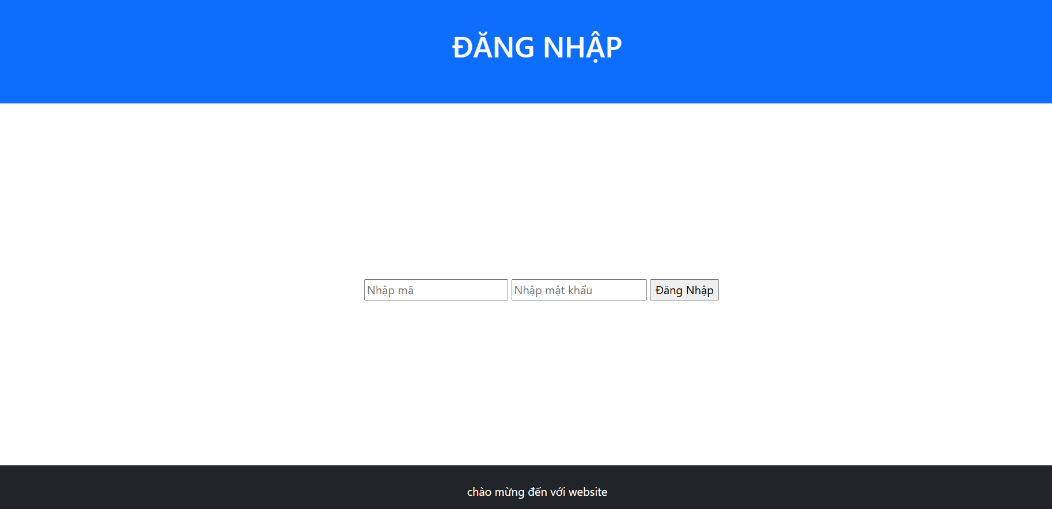 ĐĂNG NHẬP
Nhập mã Nhập mật khẩu Đăng Nhập
chào mừng đến với website